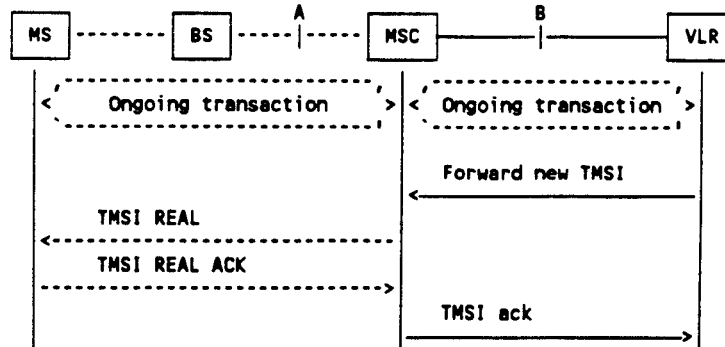 A
B
MS
BS
MSC
VLR
Ongoing transaction
Ongoing transaction
Forward new TMSI
TMSI REAL
TMSI REAL ACK
TMSI ack